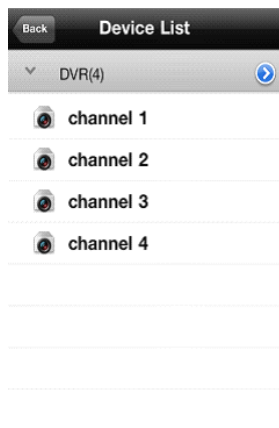 Back Device List
DVR(4)
channel 1
channel 2
channel 3
channel 4